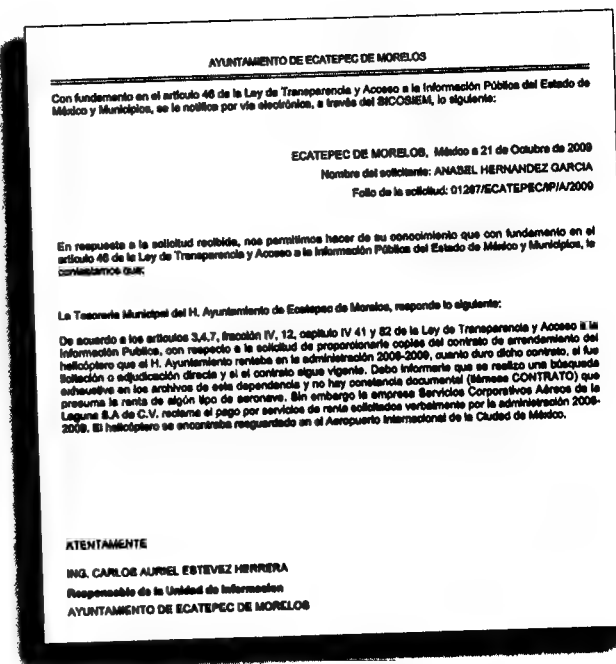 AYUNTAMIENTO DE ECATEPEC DE MORELOS
Con fundamento en el artículo 46 de la Ley de Transparencia y Acceso a la Información Pública del Estado de
México y Municipios, se le notifica por vía electrónica, a través del SICOSIEM, lo siguiente:
ECATEPEC DE MORELOS, México a 21 de Octubre de 2009
Nombre del solicitante: ANABEL HERNANDEZ GARCIA
Folio de la solicitud: 01287/ECATEPEC/IP/A/2009
En respuesta a la solicitud recibida, nos permitimos hacer de su conocimiento que con fundamento en el
artículo 46 de la Ley de Transparencia y Acceso a la Información Pública del Estado de México y Municipios, le
contestamos que:
La Tesorería Municipal del H. Ayuntamiento de Ecatepec de Morelos, responde lo siguiente:
De acuerdo a los artículos 3,4,7, fracción IV, 12, capitulo IV 41 y 82 de la Ley de Transparencia y Acceso a la
Información Publica, con respecto a la solicitud de proporcionarle copies del contrato de arrendamiento del
helicóptero que el H. Ayuntamiento rentaba en la administración 2006-2009, cuanto duro dicho contrato, si fue
licitación o adjudicación directa y si el contrato sigue vigente. Debo informarle que se realizo una búsqueda
exhaustiva en los archivos de esta dependencia y no hay constancia documental (llámese CONTRATO) que
presuma la renta de algún tipo de aeronave. Sin embargo la empresa Servicios Corporativos Aéreos de la
Laguna S.A de C.V. reclama el pago por servicios de renta solicitados verbalmente por la administración 2006-
2009. El helicóptero se encontraba resguardado en el Aeropuerto Internacional de la Ciudad de México.
ATENTAMENTE
ING. CARLOS AURIEL ESTEVEZ HERRERA
Responsable de la Unidad de Informacion
AYUNTAMIENTO DE ECATEPEC DE MORELOS